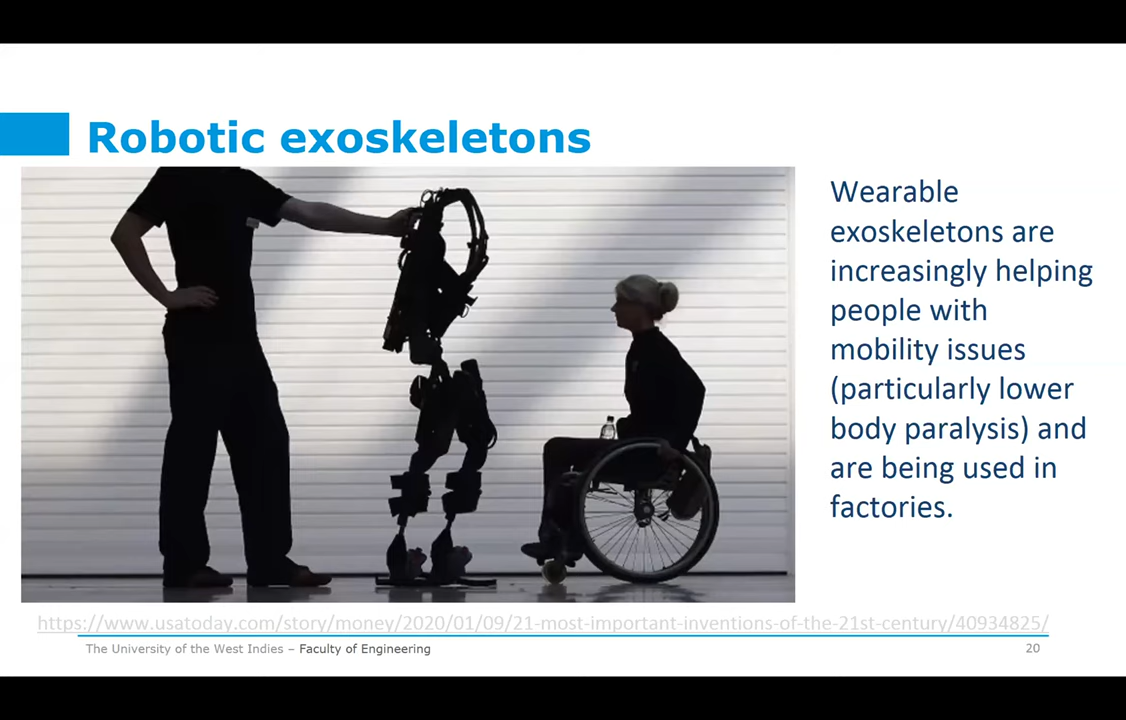 Robotic exoskeletons
Wearable
exoskeletons are
increasingly helping
people with
mobility issues
(particularly lower
body paralysis) and
are being used in
factories.
https://www.usatoday.com/story/money/2020/01/09/21-most-important-inventions-of-the-21st-century/40934825/
The University of the West Indies – Faculty of Engineering
20